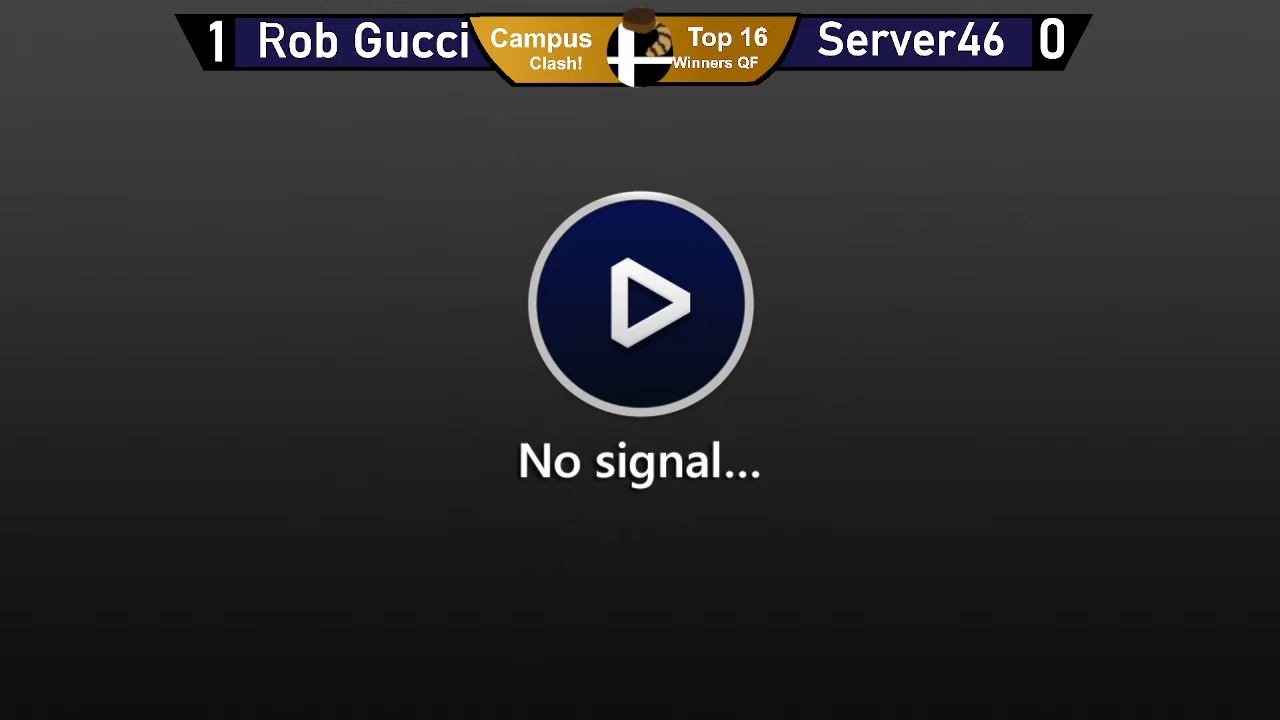 1 Rob Gucci
Campus
Clash!
Top 16
Winners QF
Server46 0
No signal...